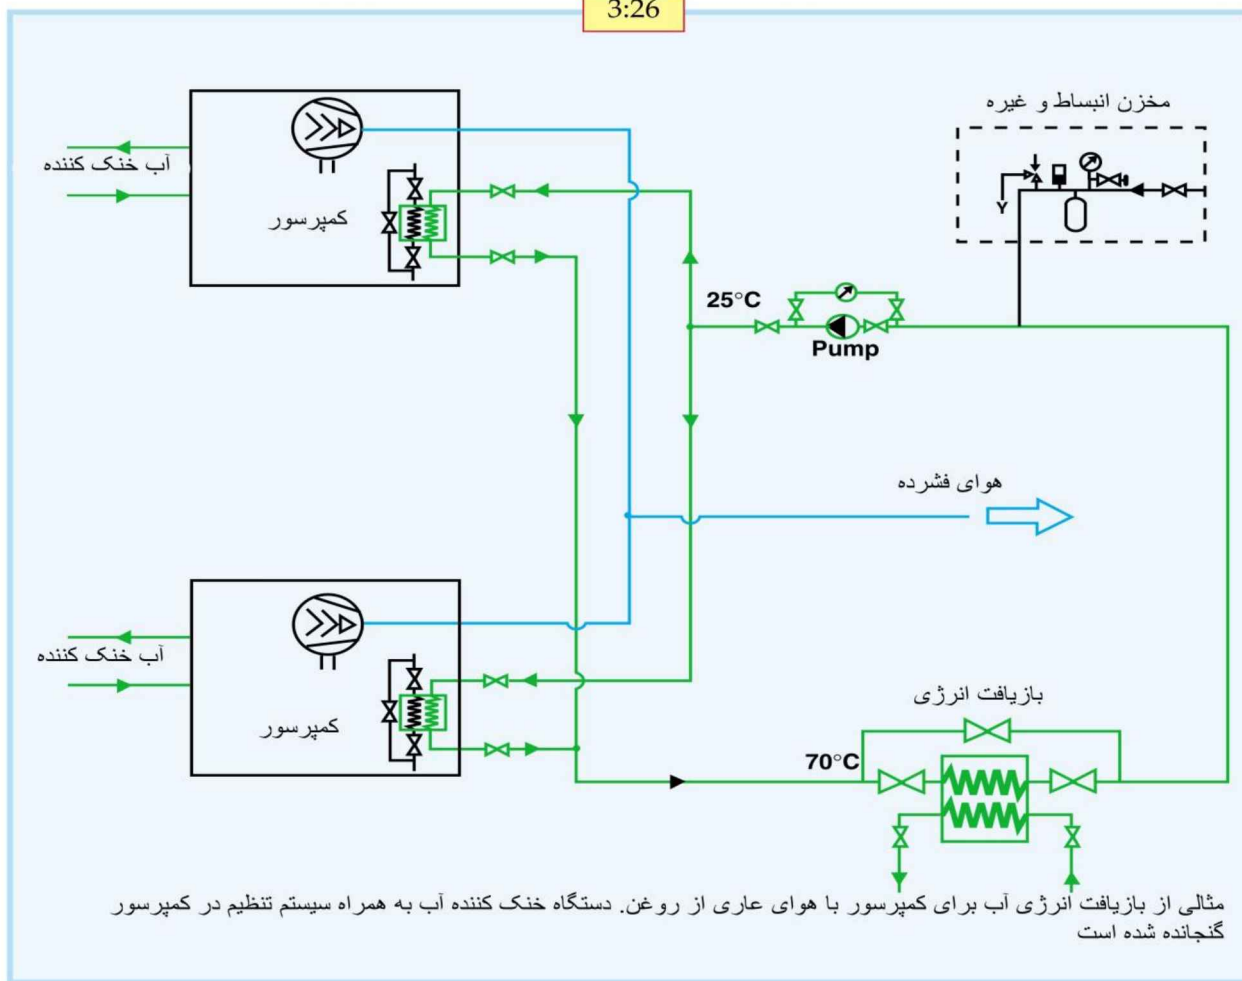 3:26
مخزن انبساط و غیره
آب خنک کننده
کمپرسور
25°C
Pump
هوای فشرده
آب خنک کننده
کمپرسور
بازیافت انرژی
70°C
Y
مثالی از بازیافت انرژی آب برای کمپرسور با هوای عاری از روغن. دستگاه خنک کننده آب به همراه سیستم تنظیم در کمپرسور
گنجانده شده است